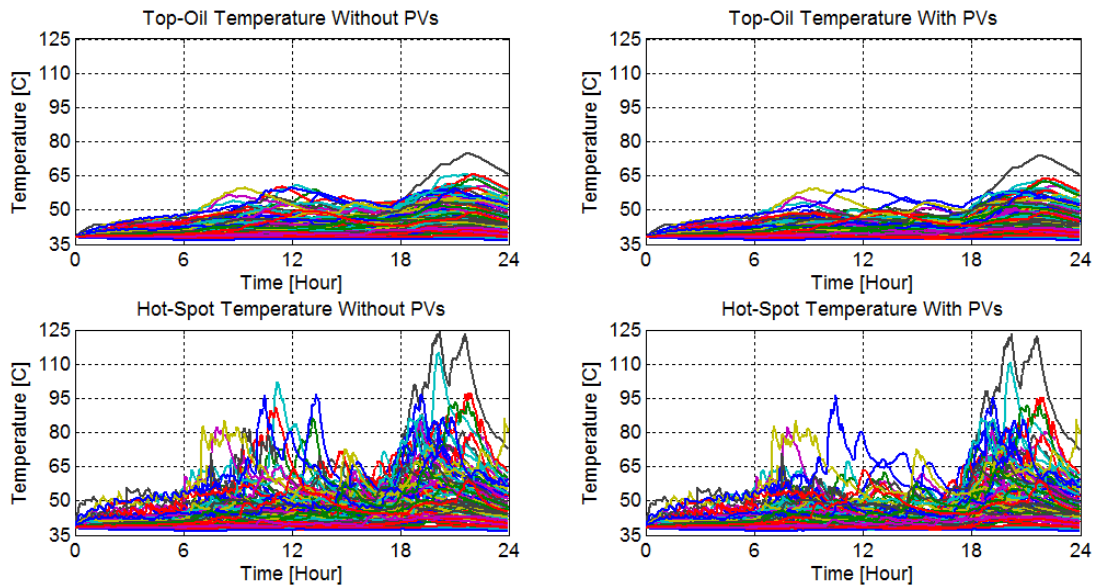 Top-Oil Temperature Without PVs
Temperature [C]
125
110
95
80
65
50
35
0 6 12 18 24
Time [Hour]
Top-Oil Temperature With PVs
Temperature [C]
125
110
95
80
65
50
35
0 6 12 18 24
Time [Hour]
Hot-Spot Temperature Without PVs
Temperature [C]
125
110
95
80
65
50
35
0 6 12 18 24
Time [Hour]
Hot-Spot Temperature With PVs
Temperature [C]
125
110
95
80
65
50
35
0 6 12 18 24
Time [Hour]